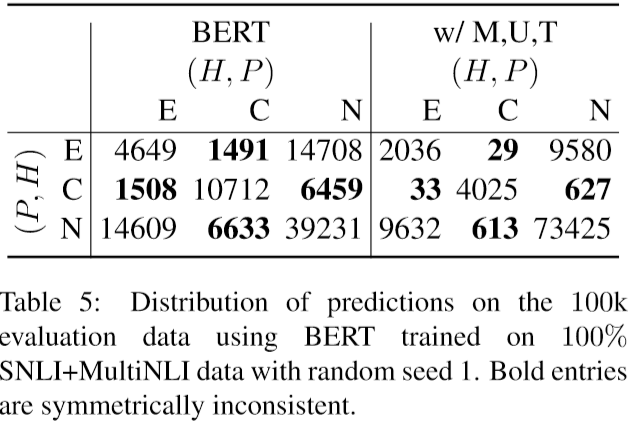 BERT w/ M,U,T
(H, P) (H, P)
E C N E C N
(P, H)
E 4649 1491 14708 2036 29 9580
C 1508 10712 6459 33 4025 627
N 14609 6633 39231 9632 613 73425
Table 5: Distribution of predictions on the 100k
evaluation data using BERT trained on 100%
SNLI+MultiNLI data with random seed 1. Bold entries
are symmetrically inconsistent.